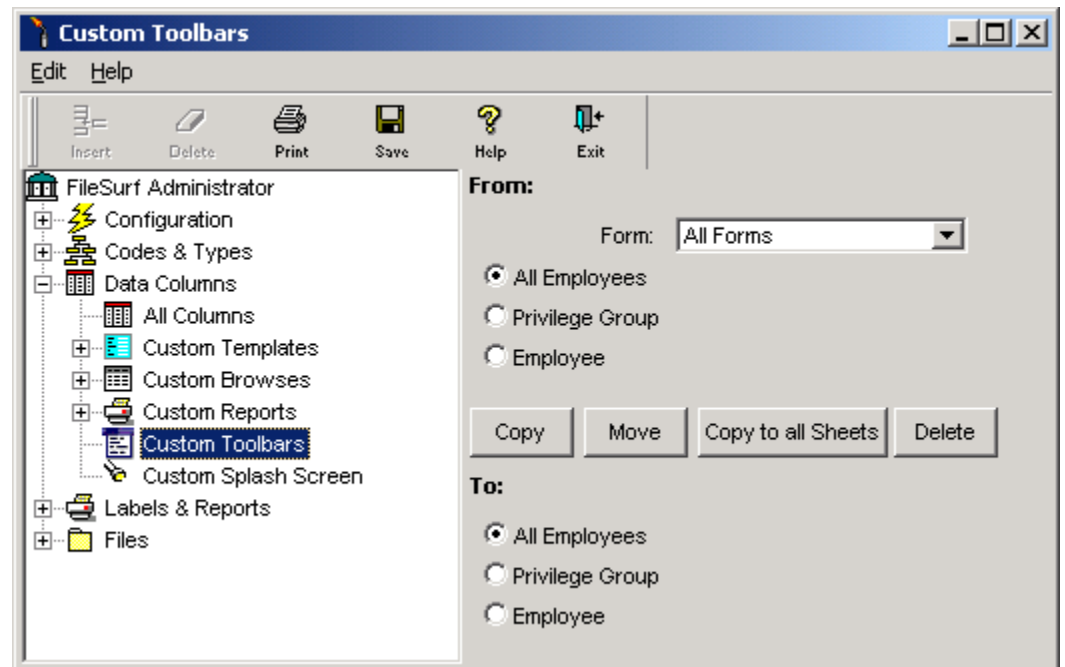 Custom Toolbars
Edit Help
Insert Delete Print Save Help Exit
FileSurf Administrator
Configuration
Codes & Types
Data Columns
All Columns
Custom Templates
Custom Browses
Custom Reports
Custom Toolbars
Custom Splash Screen
Labels & Reports
Files
From:
Form: All Forms
All Employees
Privilege Group
Employee
Copy Move Copy to all Sheets Delete
To:
All Employees
Privilege Group
Employee